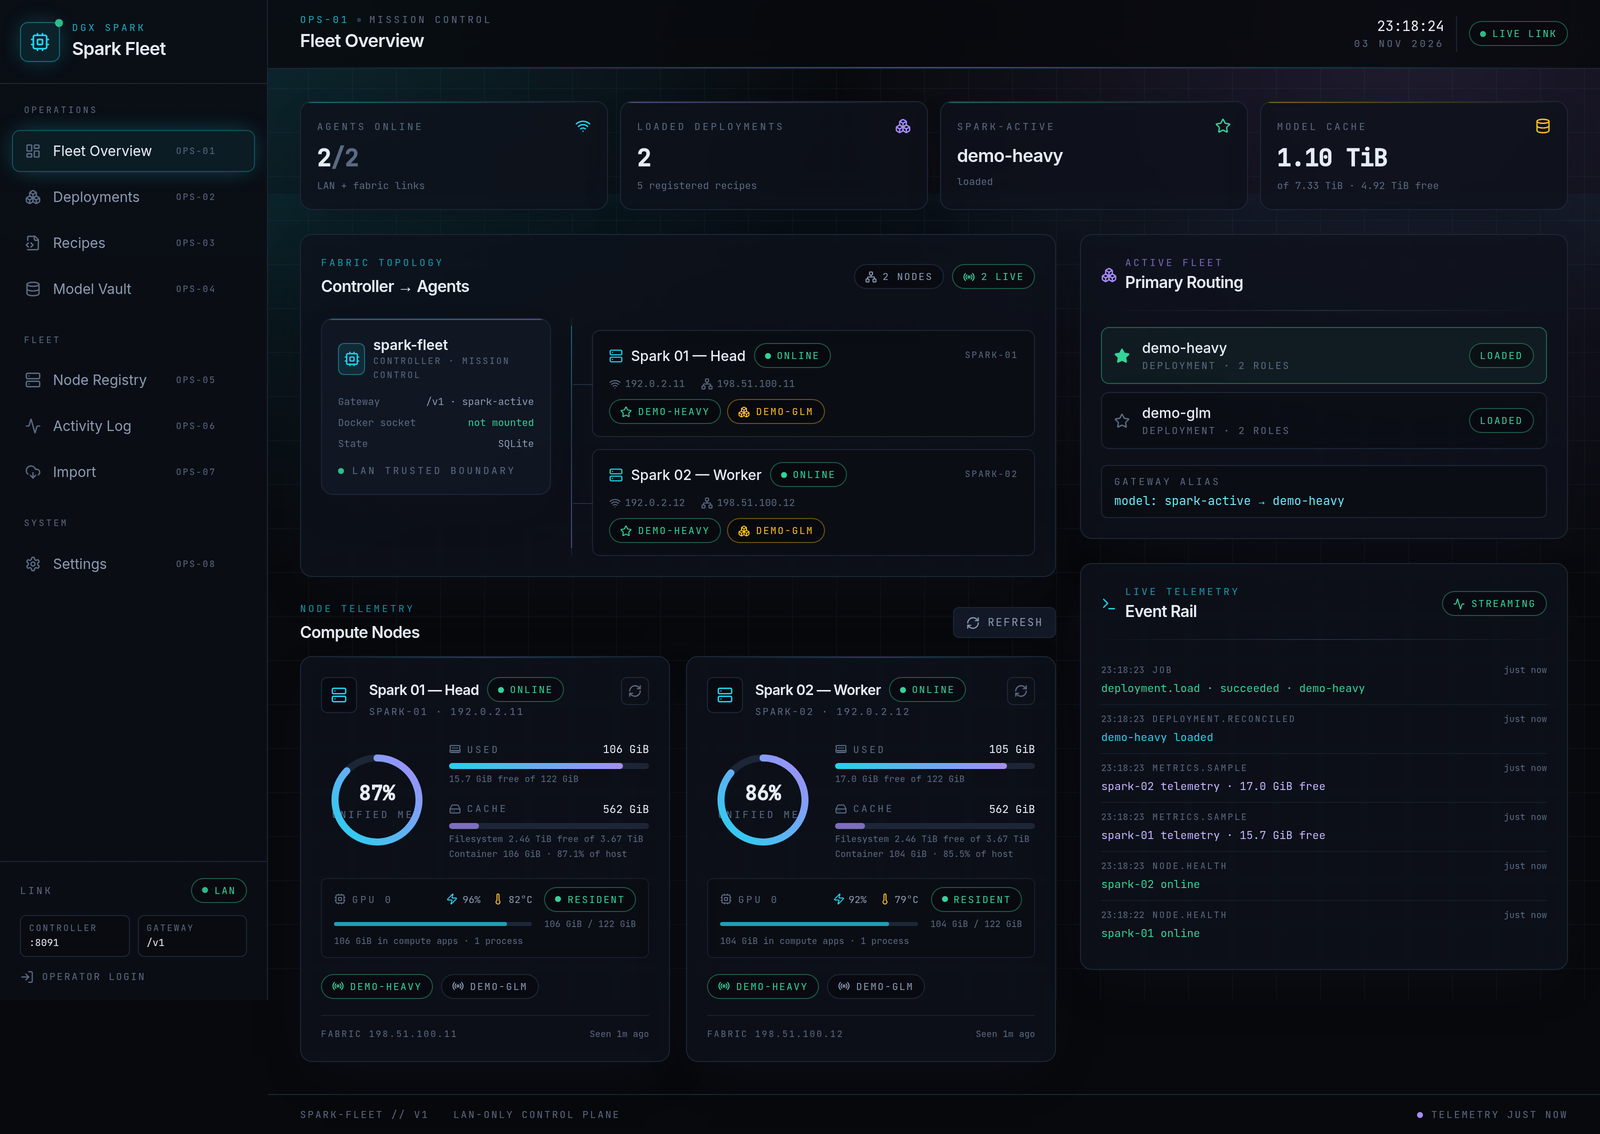 DGX SPARK
Spark Fleet
OPERATIONS
Fleet Overview OPS-01
Deployments OPS-02
Recipes OPS-03
Model Vault OPS-04
FLEET
Node Registry OPS-05
Activity Log OPS-06
Import OPS-07
SYSTEM
Settings OPS-08
LINK LAN
CONTROLLER
:8091
GATEWAY
/v1
OPERATOR LOGIN
OPS-01 MISSION CONTROL
Fleet Overview
23:18:24
03 NOV 2026
LIVE LINK
AGENTS ONLINE
2/2
LAN + fabric links
LOADED DEPLOYMENTS
2
5 registered recipes
SPARK-ACTIVE
demo-heavy
loaded
MODEL CACHE
1.10 TiB
of 7.33 TiB · 4.92 TiB free
FABRIC TOPOLOGY
Controller → Agents
2 NODES 2 LIVE
spark-fleet
CONTROLLER · MISSION
CONTROL
Gateway /v1 · spark-active
Docker socket not mounted
State SQLite
LAN TRUSTED BOUNDARY
Spark 01 — Head ONLINE SPARK-01
192.0.2.11 198.51.100.11
DEMO-HEAVY DEMO-GLM
Spark 02 — Worker ONLINE SPARK-02
192.0.2.12 198.51.100.12
DEMO-HEAVY DEMO-GLM
ACTIVE FLEET
Primary Routing
demo-heavy
DEPLOYMENT · 2 ROLES
LOADED
demo-glm
DEPLOYMENT · 2 ROLES
LOADED
GATEWAY ALIAS
model: spark-active → demo-heavy
NODE TELEMETRY
Compute Nodes
REFRESH
Spark 01 — Head ONLINE
SPARK-01 · 192.0.2.11
87%
UNIFIED ME
USED 106 GiB
15.7 GiB free of 122 GiB
CACHE 562 GiB
Filesystem 2.46 TiB free of 3.67 TiB
Container 106 GiB · 87.1% of host
GPU 0 96% 82°C RESIDENT
106 GiB / 122 GiB
106 GiB in compute apps · 1 process
DEMO-HEAVY DEMO-GLM
FABRIC 198.51.100.11 Seen 1m ago
Spark 02 — Worker ONLINE
SPARK-02 · 192.0.2.12
86%
UNIFIED ME
USED 105 GiB
17.0 GiB free of 122 GiB
CACHE 562 GiB
Filesystem 2.46 TiB free of 3.67 TiB
Container 104 GiB · 85.5% of host
GPU 0 92% 79°C RESIDENT
104 GiB / 122 GiB
104 GiB in compute apps · 1 process
DEMO-HEAVY DEMO-GLM
FABRIC 198.51.100.12 Seen 1m ago
LIVE TELEMETRY
Event Rail
STREAMING
23:18:23 JOB just now
deployment.load · succeeded · demo-heavy
23:18:23 DEPLOYMENT.RECONCILED just now
demo-heavy loaded
23:18:23 METRICS.SAMPLE just now
spark-02 telemetry · 17.0 GiB free
23:18:23 METRICS.SAMPLE just now
spark-01 telemetry · 15.7 GiB free
23:18:23 NODE.HEALTH just now
spark-02 online
23:18:22 NODE.HEALTH just now
spark-01 online
SPARK-FLEET // V1 LAN-ONLY CONTROL PLANE
TELEMETRY JUST NOW